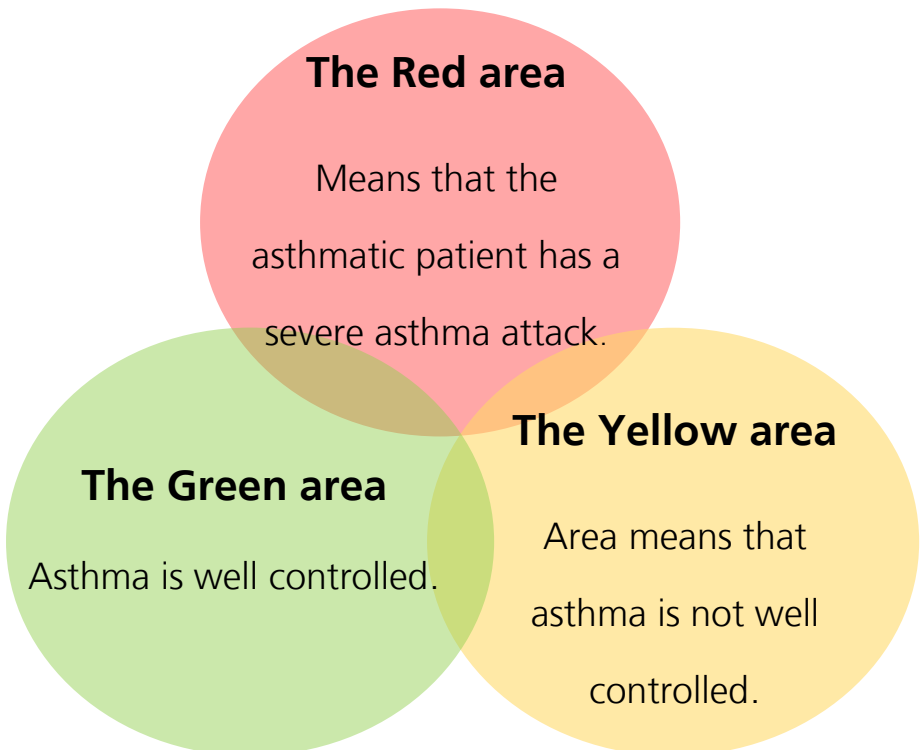 The Red area
Means that the
asthmatic patient has a
severe asthma attack.
The Green area
Asthma is well controlled.
The Yellow area
Area means that
asthma is not well
controlled.